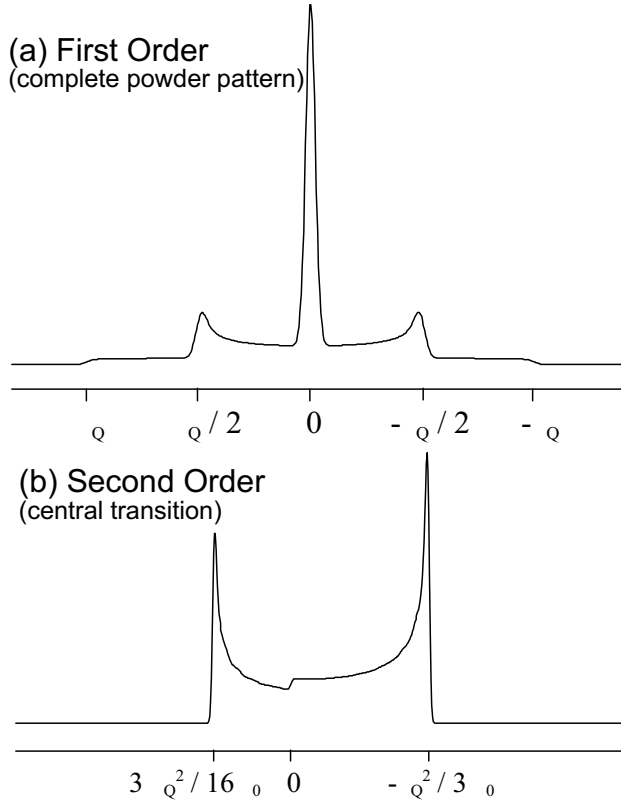 (a) First Order
(complete powder pattern)
Q Q / 2 0 - Q / 2 - Q
(b) Second Order
(central transition)
3 Q² / 16 0 0 - Q² / 3 0